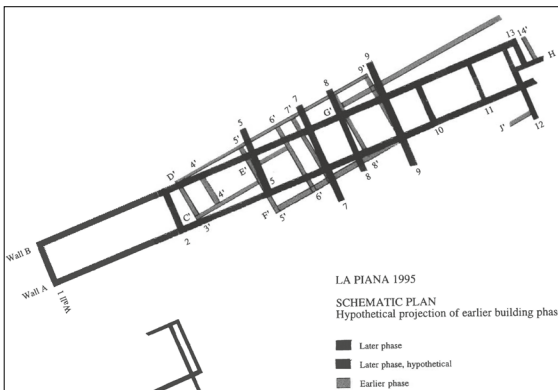 13
14'
H
9
9'
8
G'
7
7'
6'
5
5'
E'
D'
4'
4'
C'
3'
2
5
F'
5'
6'
7
8'
8
9
10
11
12
J'
Wall B
Wall A
Wall 1
LA PIANA 1995
SCHEMATIC PLAN
Hypothetical projection of earlier building phas
Later phase
Later phase, hypothetical
Earlier phase